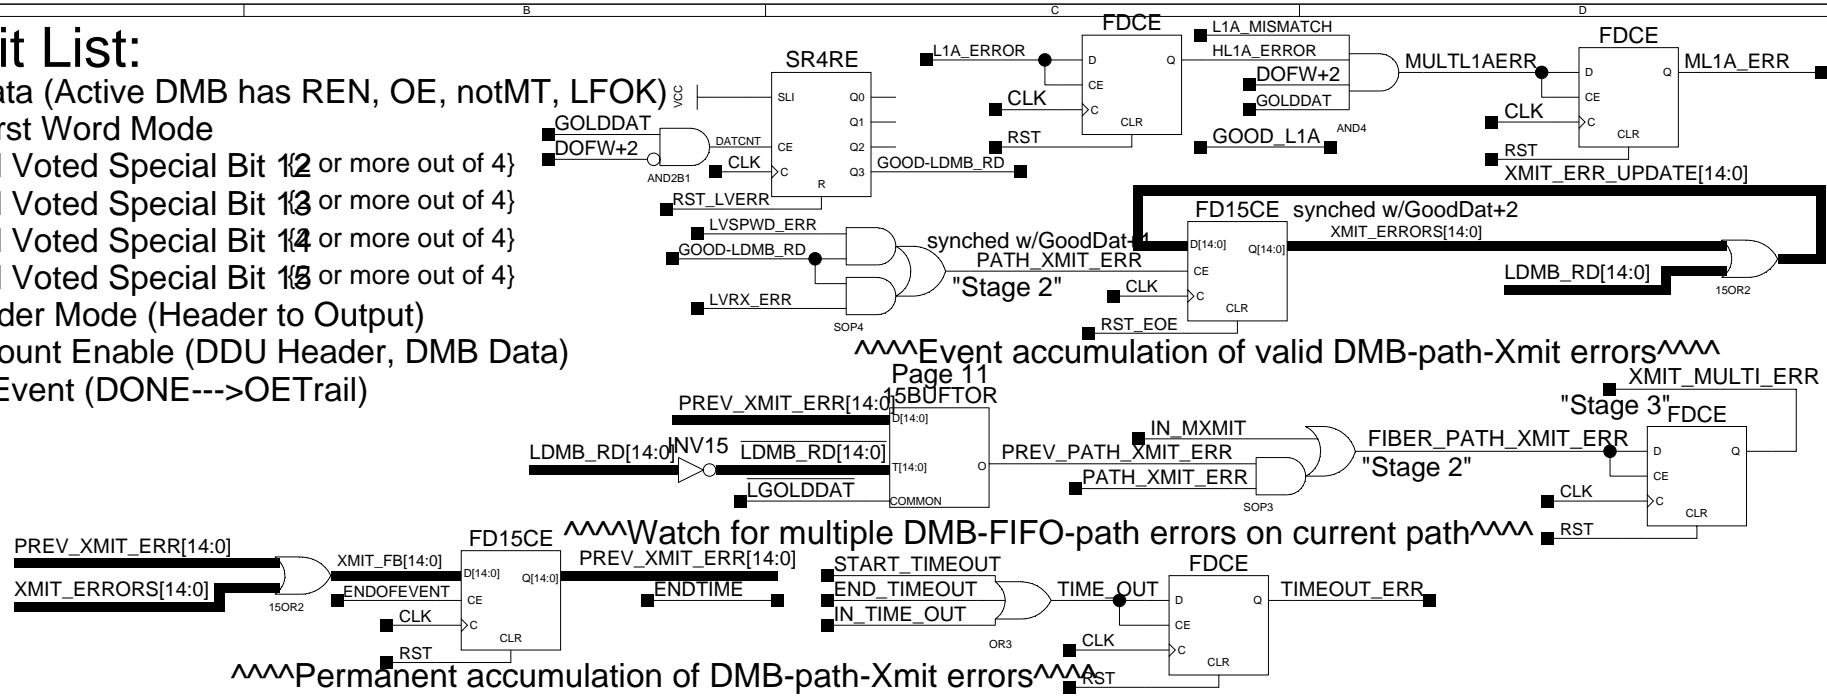 B
C
D
it List:
ata (Active DMB has REN, OE, notMT, LFOK)
rst Word Mode
l Voted Special Bit 12 {2 or more out of 4}
l Voted Special Bit 13 {2 or more out of 4}
l Voted Special Bit 14 {2 or more out of 4}
l Voted Special Bit 15 {2 or more out of 4}
der Mode (Header to Output)
ount Enable (DDU Header, DMB Data)
Event (DONE--->OETrail)
VCC
GOLDDAT
DOFW+2
AND2B1
DATCNT
CLK
RST_LVERR
SR4RE
SLI
CE
C
R
Q0
Q1
Q2
Q3
GOOD-LDMB_RD
L1A_ERROR
CLK
RST
FDCE
D
CE
C
CLR
Q
L1A_MISMATCH
HL1A_ERROR
DOFW+2
GOLDDAT
AND4
GOOD_L1A
MULTL1AERR
CLK
RST
FDCE
D
CE
C
CLR
Q
ML1A_ERR
LVSPWD_ERR
GOOD-LDMB_RD
LVRX_ERR
SOP4
synched w/GoodDat+1
PATH_XMIT_ERR
"Stage 2"
CLK
RST_EOE
FD15CE
D[14:0]
CE
C
CLR
Q[14:0]
synched w/GoodDat+2
XMIT_ERRORS[14:0]
XMIT_ERR_UPDATE[14:0]
LDMB_RD[14:0]
15OR2
^^^^Event accumulation of valid DMB-path-Xmit errors^^^^
Page 11
15BUFTOR
PREV_XMIT_ERR[14:0]
LDMB_RD[14:0]
INV15
LDMB_RD[14:0]
LGOLDDAT
D[14:0]
T[14:0]
COMMON
O
PREV_PATH_XMIT_ERR
IN_MXMIT
PATH_XMIT_ERR
SOP3
"Stage 2"
FIBER_PATH_XMIT_ERR
XMIT_MULTI_ERR
"Stage 3"
FDCE
D
CE
C
CLR
Q
CLK
RST
^^^^Watch for multiple DMB-FIFO-path errors on current path^^^^
PREV_XMIT_ERR[14:0]
XMIT_ERRORS[14:0]
15OR2
XMIT_FB[14:0]
ENDOFEVENT
CLK
RST
FD15CE
D[14:0]
CE
C
CLR
Q[14:0]
PREV_XMIT_ERR[14:0]
ENDTIME
START_TIMEOUT
END_TIMEOUT
IN_TIME_OUT
OR3
TIME_OUT
CLK
RST
FDCE
D
CE
C
CLR
Q
TIMEOUT_ERR
^^^^Permanent accumulation of DMB-path-Xmit errors^^^^